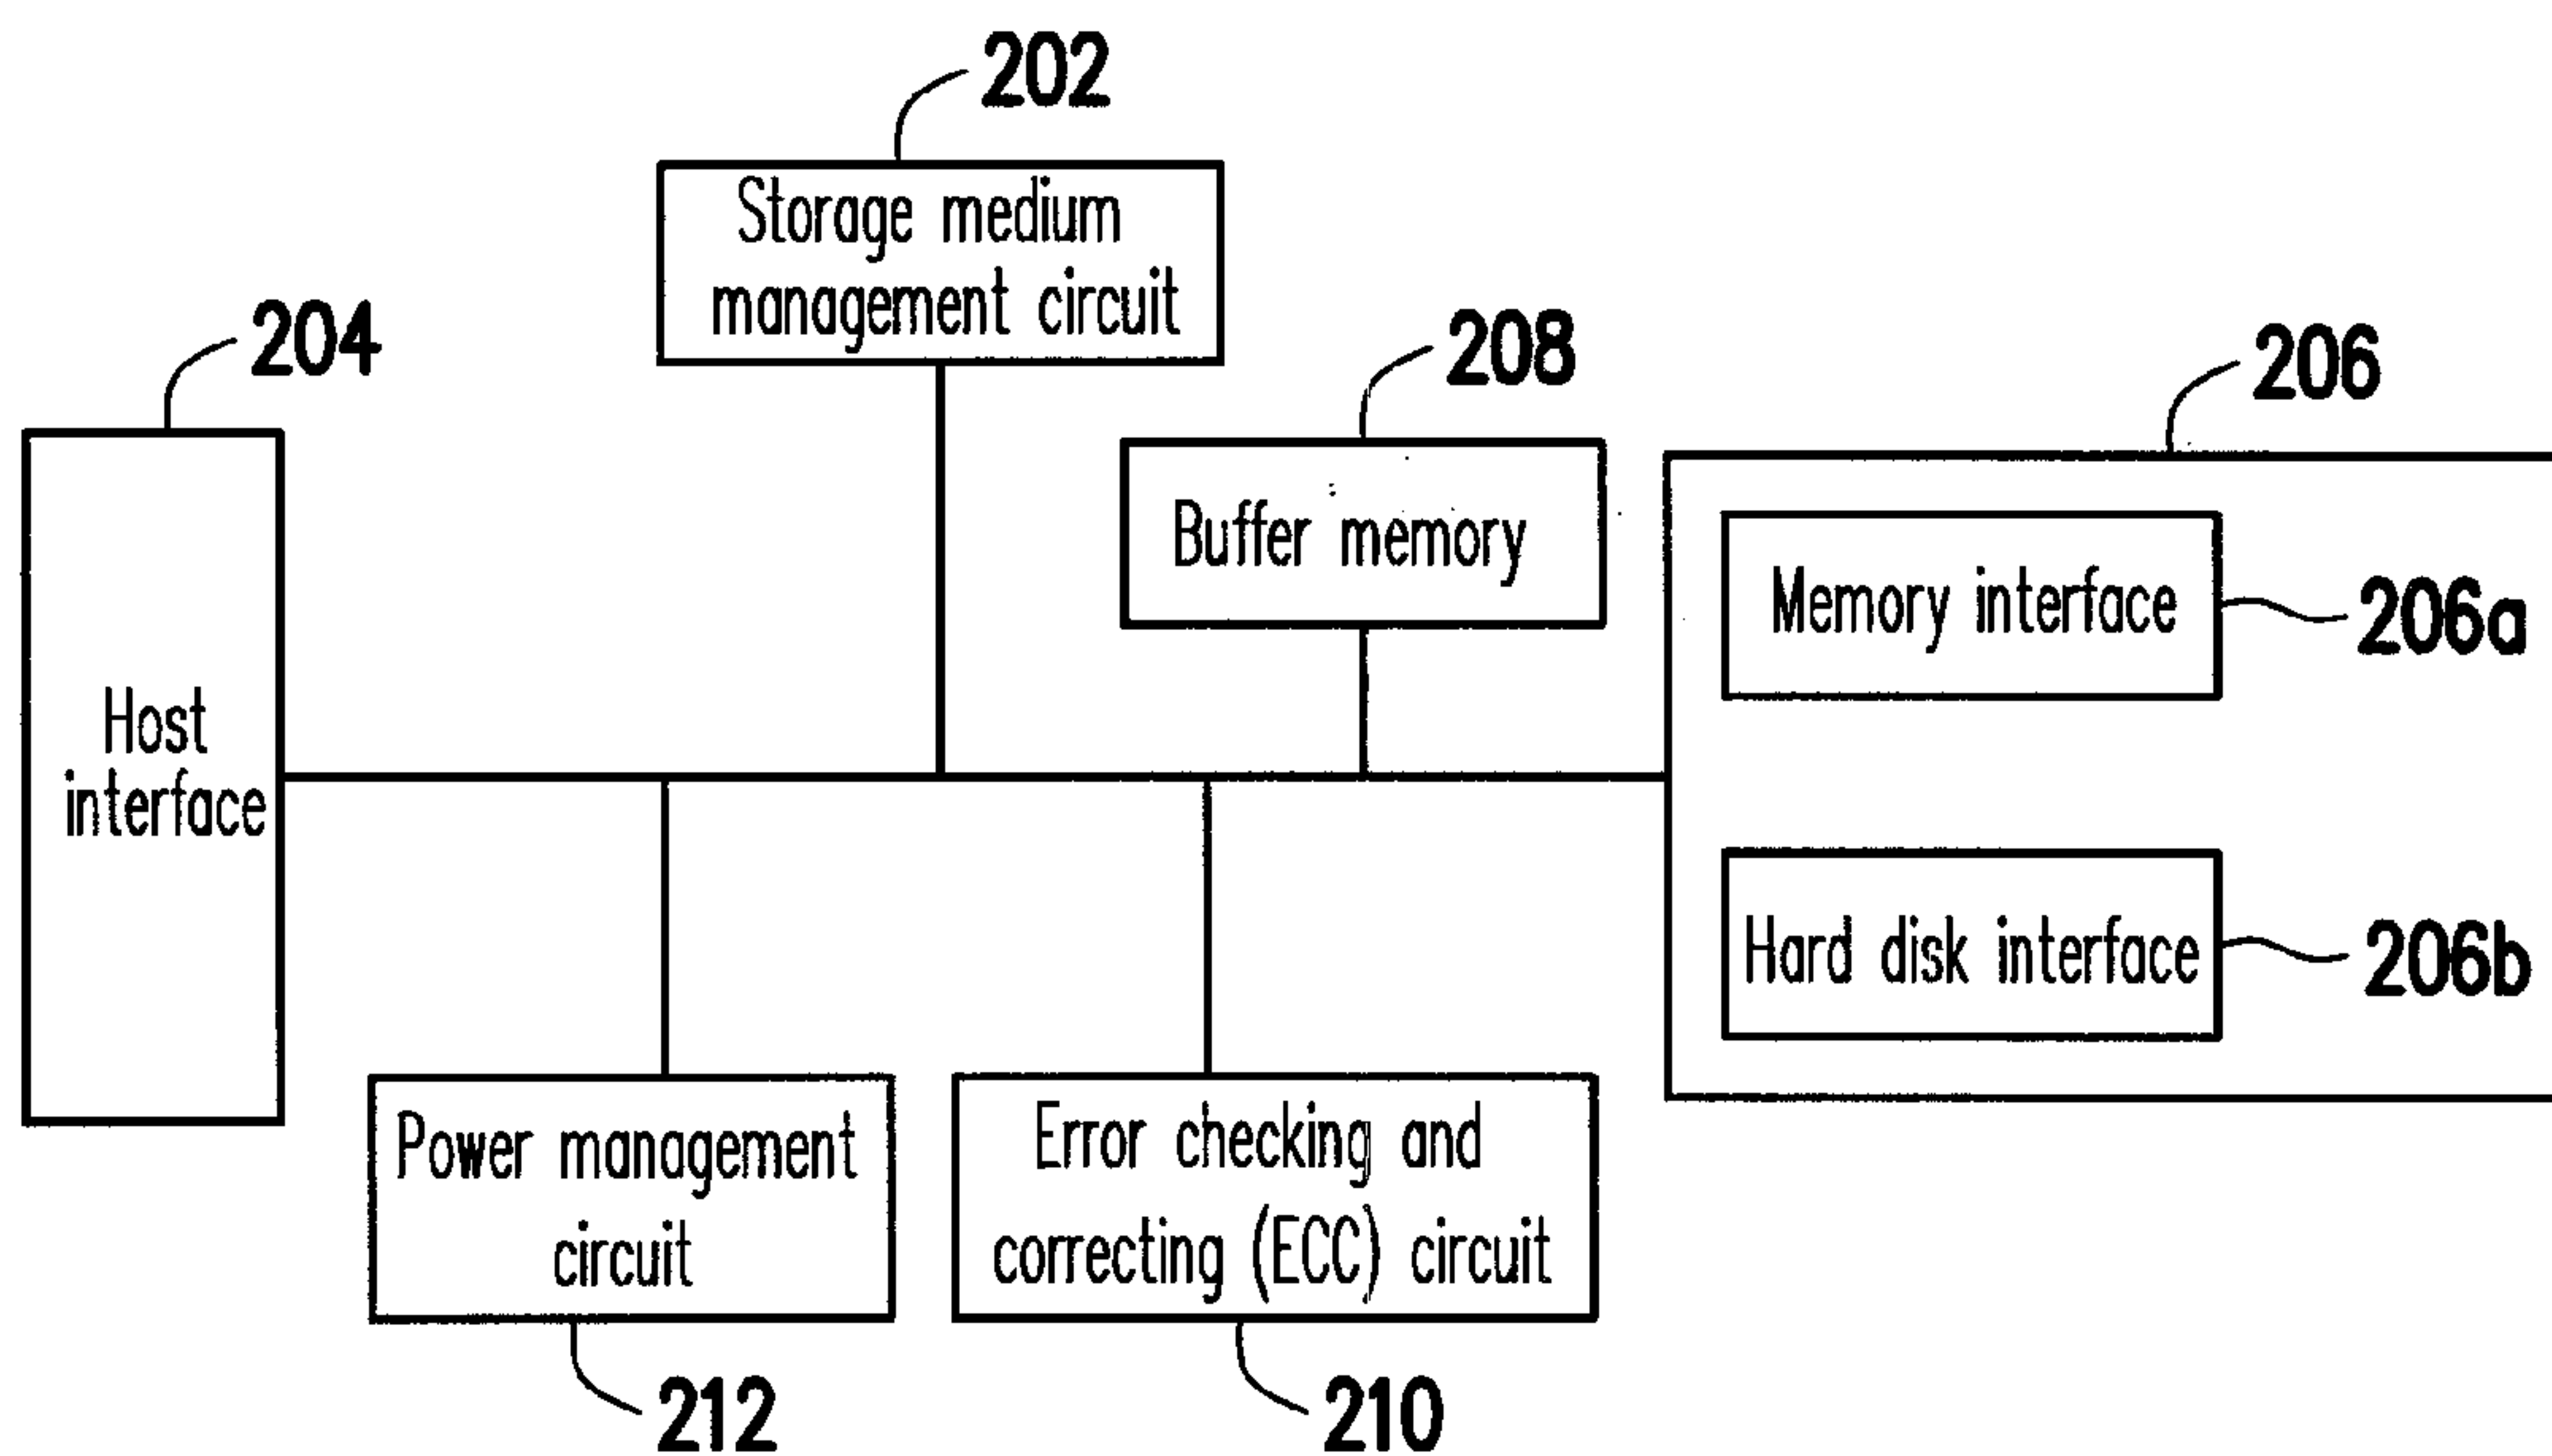 202
Storage medium
management circuit
204
208
206
Buffer memory
Memory interface
206a
Host
interface
Hard disk interface
206b
Power management
circuit
Error checking and
correcting (ECC) circuit
212
210